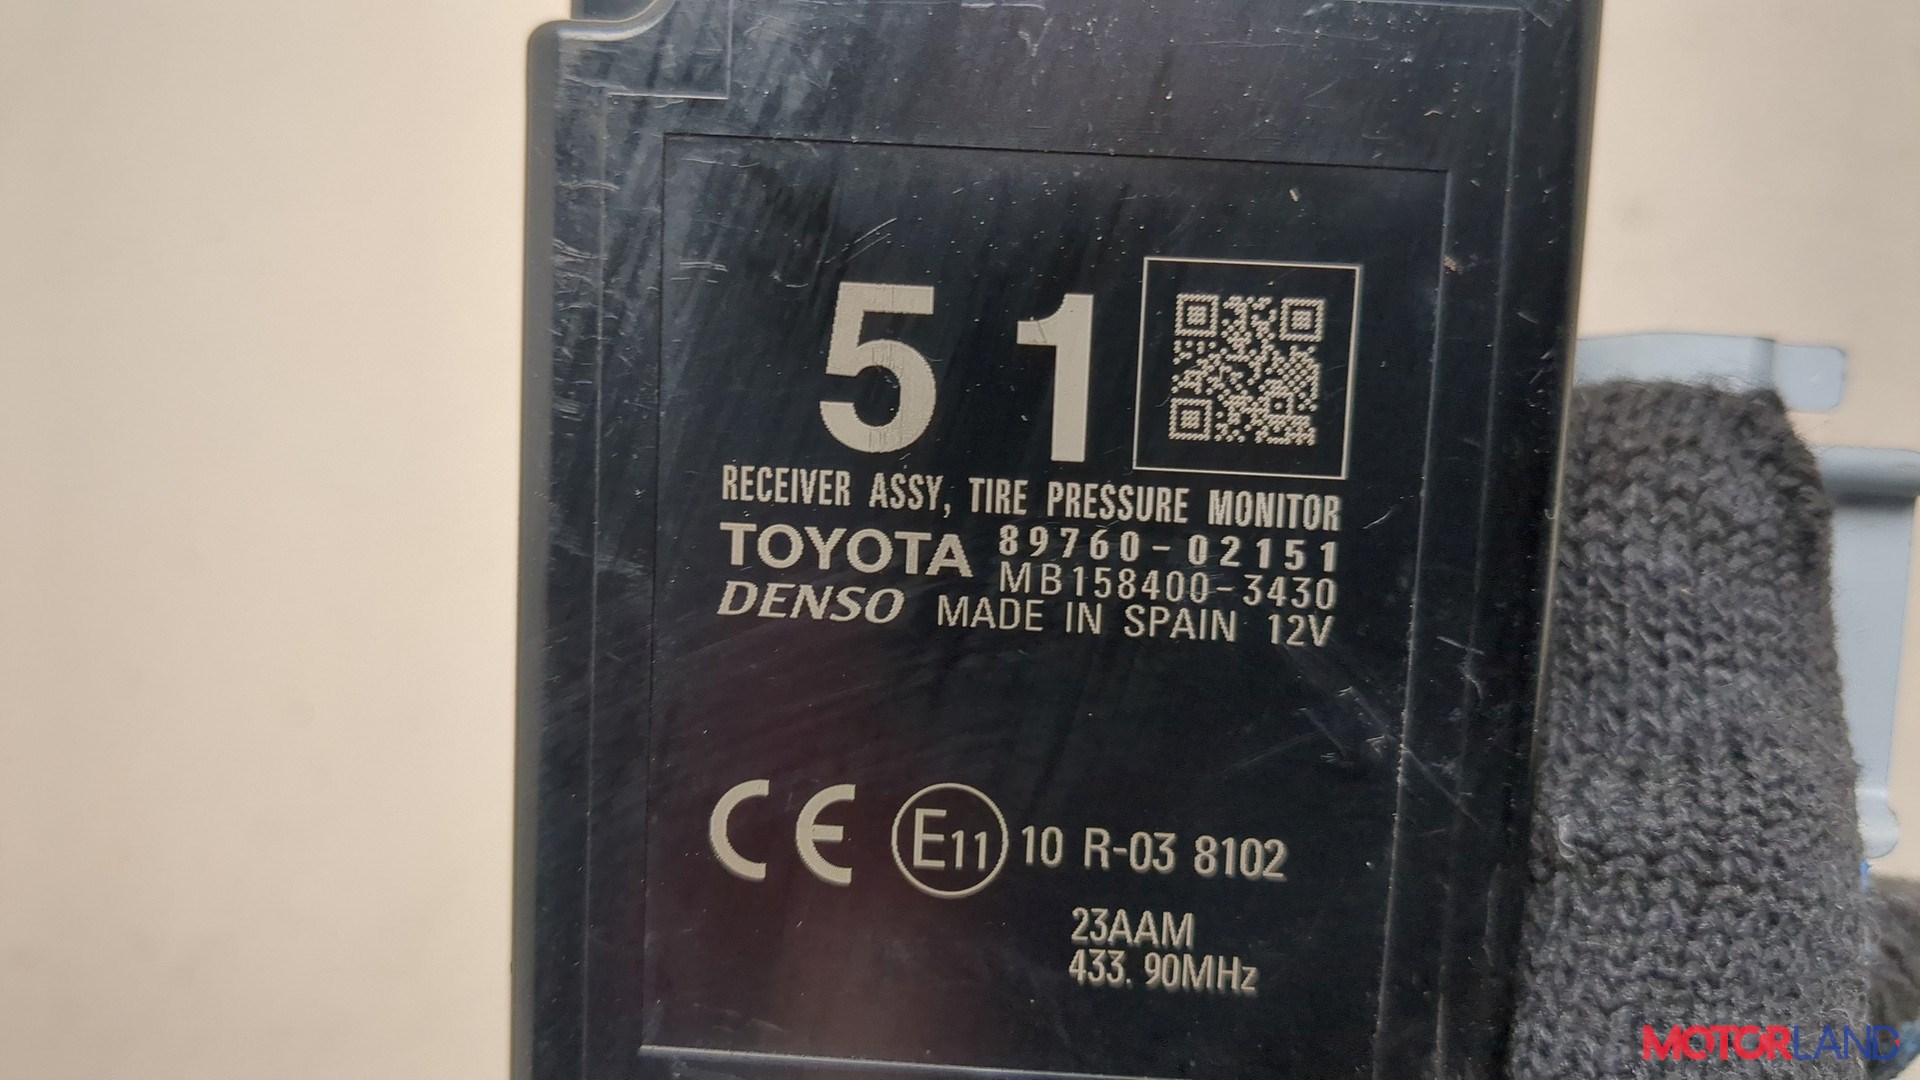 51
RECEIVER ASSY, TIRE PRESSURE MONITOR
TOYOTA 89760-02151
MB158400-3430
DENSO MADE IN SPAIN 12V
CE E11 10 R-03 8102
23AAM
433.90MHz
MOTORLAND